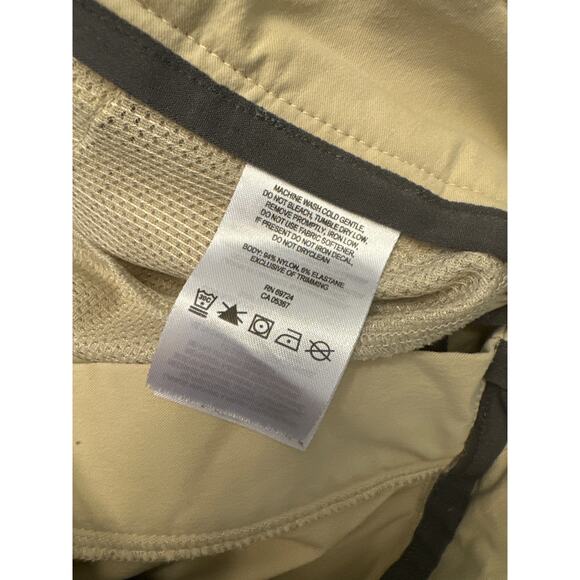 MACHINE WASH COLD GENTLE.
DO NOT BLEACH, TUMBLE DRY LOW,
REMOVE PROMPTLY, IRON LOW,
DO NOT USE FABRIC SOFTENER,
IF PRESENT DO NOT IRON DECAL,
DO NOT DRYCLEAN
BODY: 94% NYLON, 6% ELASTANE,
EXCLUSIVE OF TRIMMING
RN 69724
CA 05367
30C